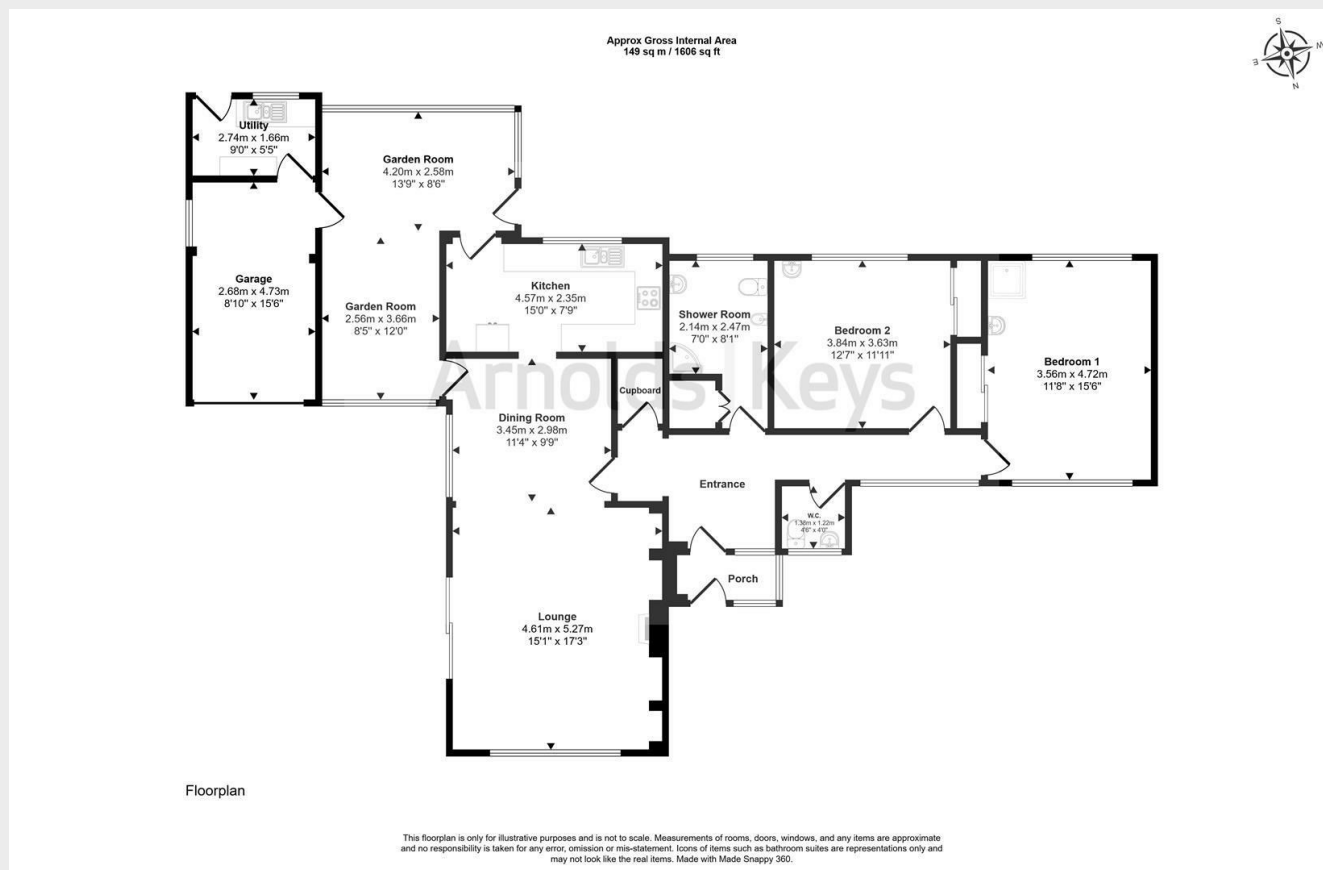 Approx Gross Internal Area
149 sq m / 1606 sq ft
S
W
E
N
Utility
2.74m x 1.66m
9'0" x 5'5"
Garden Room
4.20m x 2.58m
13'9" x 8'6"
Garage
2.68m x 4.73m
8'10" x 15'6"
Garden Room
2.56m x 3.66m
8'5" x 12'0"
Kitchen
4.57m x 2.35m
15'0" x 7'9"
Shower Room
2.14m x 2.47m
7'0" x 8'1"
Bedroom 2
3.84m x 3.63m
12'7" x 11'11"
Bedroom 1
3.56m x 4.72m
11'8" x 15'6"
Arnolds Keys
Cupboard
Dining Room
3.45m x 2.98m
11'4" x 9'9"
Entrance
W.C.
1.38m x 1.22m
4'6" x 4'0"
Porch
Lounge
4.61m x 5.27m
15'1" x 17'3"
Floorplan
This floorplan is only for illustrative purposes and is not to scale. Measurements of rooms, doors, windows, and any items are approximate
and no responsibility is taken for any error, omission or mis-statement. Icons of items such as bathroom suites are representations only and
may not look like the real items. Made with Made Snappy 360.